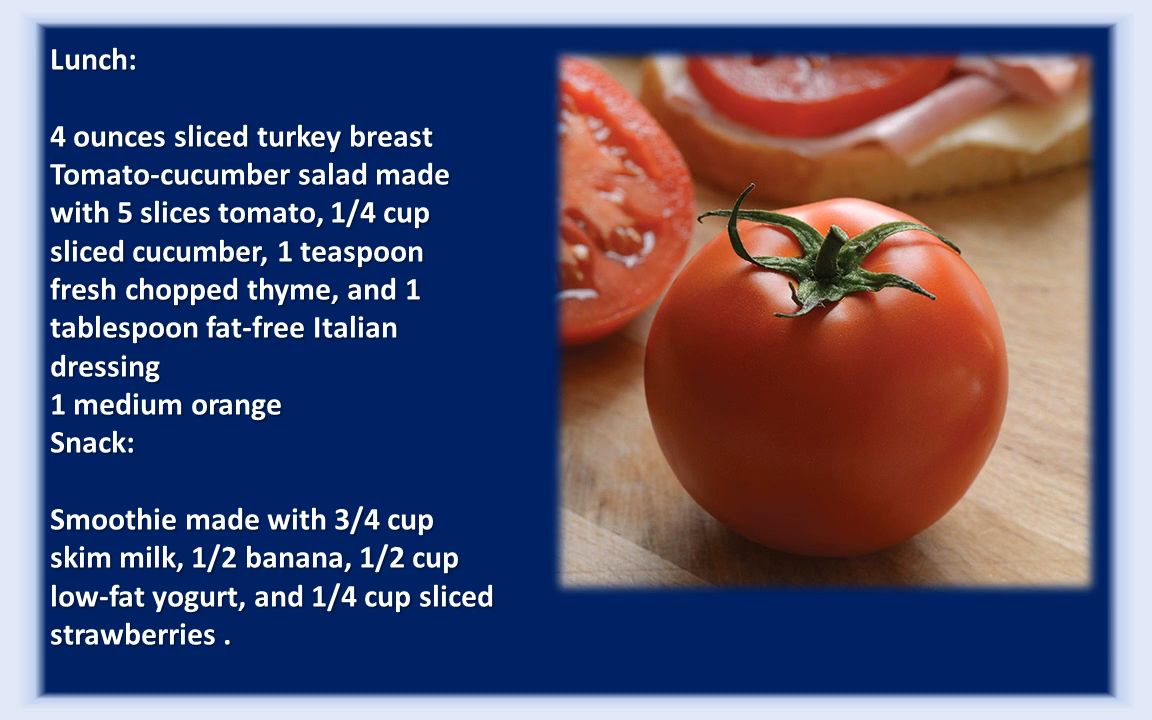 Lunch:
4 ounces sliced turkey breast
Tomato-cucumber salad made
with 5 slices tomato, 1/4 cup
sliced cucumber, 1 teaspoon
fresh chopped thyme, and 1
tablespoon fat-free Italian
dressing
1 medium orange
Snack:
Smoothie made with 3/4 cup
skim milk, 1/2 banana, 1/2 cup
low-fat yogurt, and 1/4 cup sliced
strawberries .